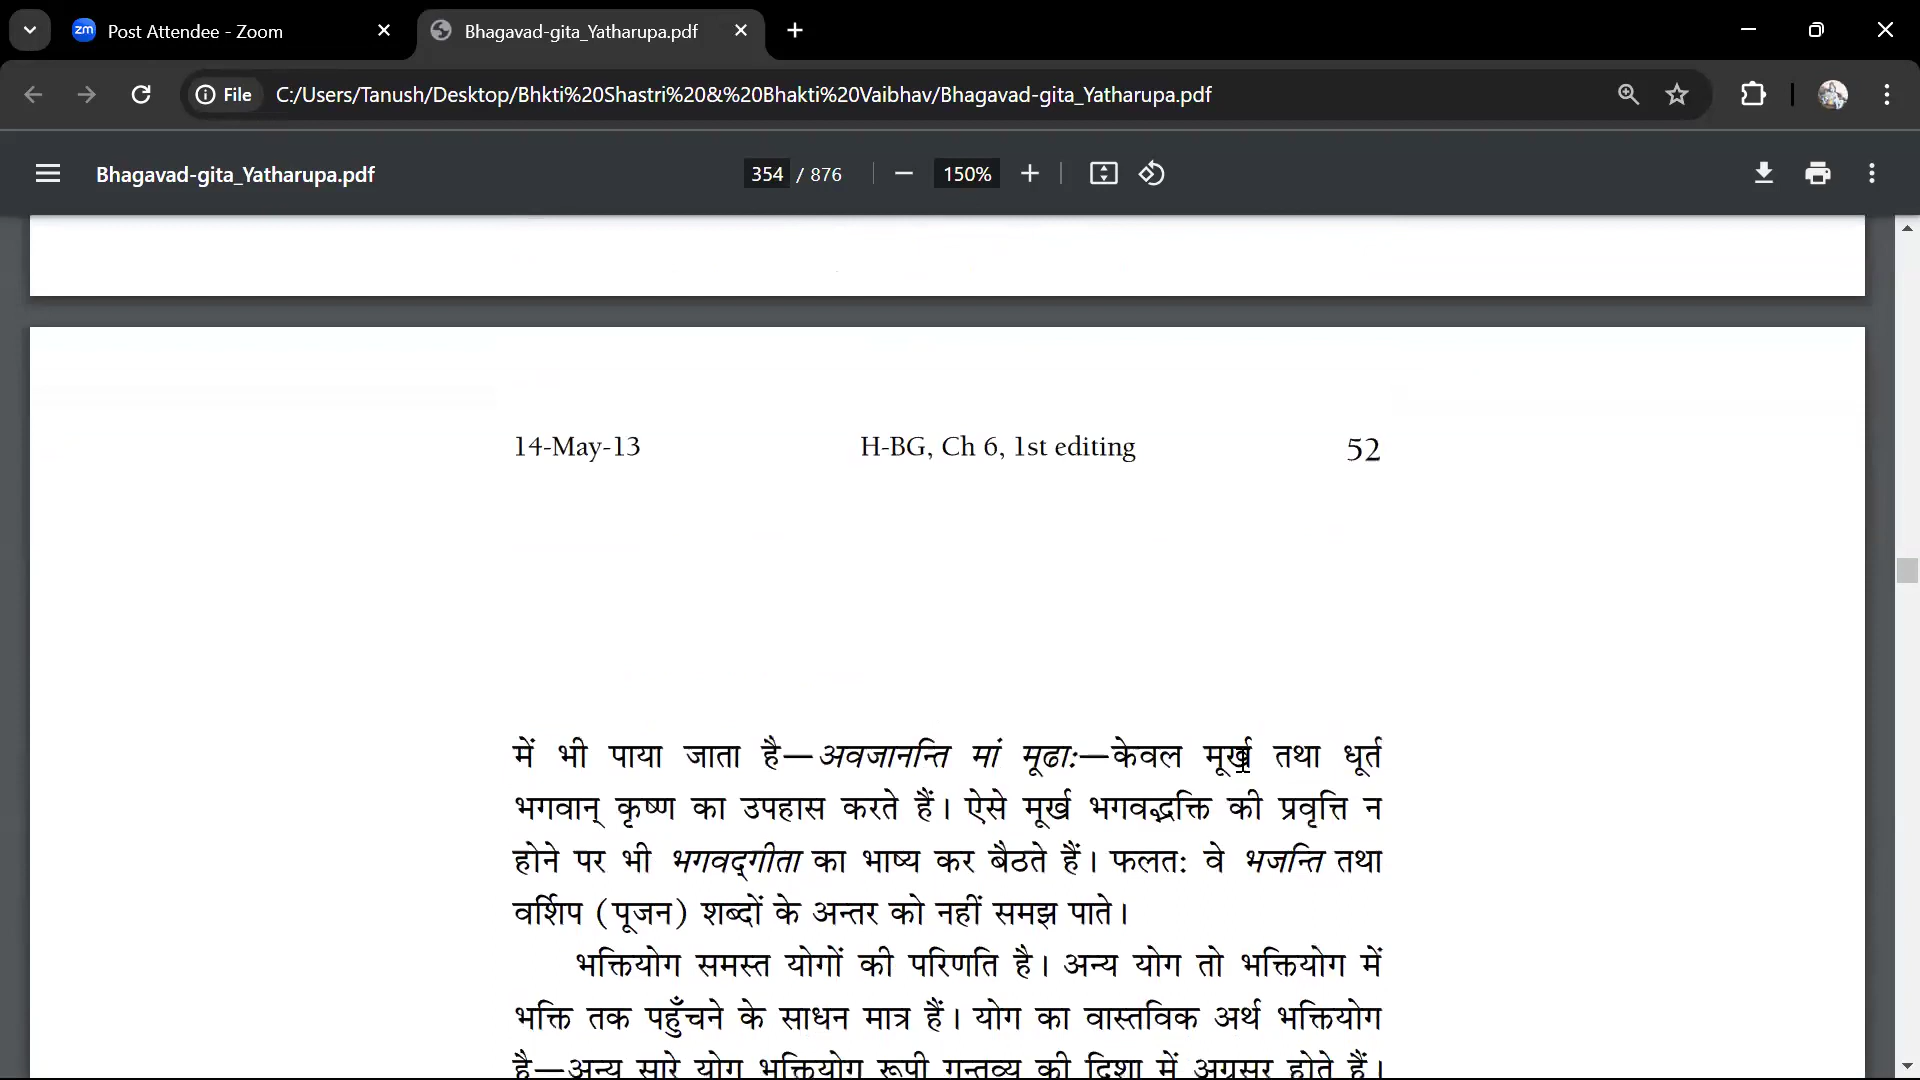 Post Attendee - Zoom
Bhagavad-gita_Yatharupa.pdf
File
C:/Users/Tanush/Desktop/Bhkti%20Shastri%20&%20Bhakti%20Vaibhav/Bhagavad-gita_Yatharupa.pdf
Bhagavad-gita_Yatharupa.pdf
354 / 876
150%
14-May-13 H-BG, Ch 6, 1st editing 52
में भी पाया जाता है—अवजानन्ति मां मूढाः—केवल मूर्ख तथा धूर्त
भगवान् कृष्ण का उपहास करते हैं। ऐसे मूर्ख भगवद्भक्ति की प्रवृत्ति न
होने पर भी भगवद्‌गीता का भाष्य कर बैठते हैं। फलतः वे भजन्ति तथा
वर्शिप (पूजन) शब्दों के अन्तर को नहीं समझ पाते।
भक्तियोग समस्त योगों की परिणति है। अन्य योग तो भक्तियोग में
भक्ति तक पहुँचने के साधन मात्र हैं। योग का वास्तविक अर्थ भक्तियोग
है—अन्य सारे योग भक्तियोग रूपी गन्तव्य की दिशा में अग्रसर होते हैं।